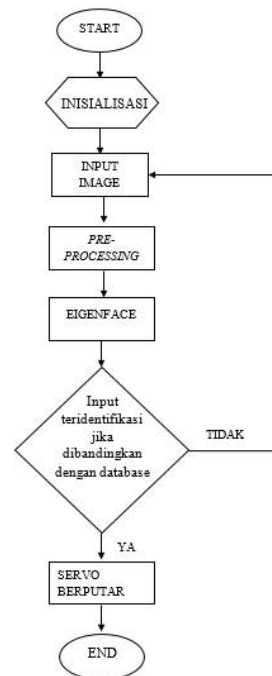 START
INISIALISASI
INPUT
IMAGE
PRE-
PROCESSING
EIGENFACE
Input
teridentifikasi
jika
dibandingkan
dengan database
TIDAK
YA
SERVO
BERPUTAR
END